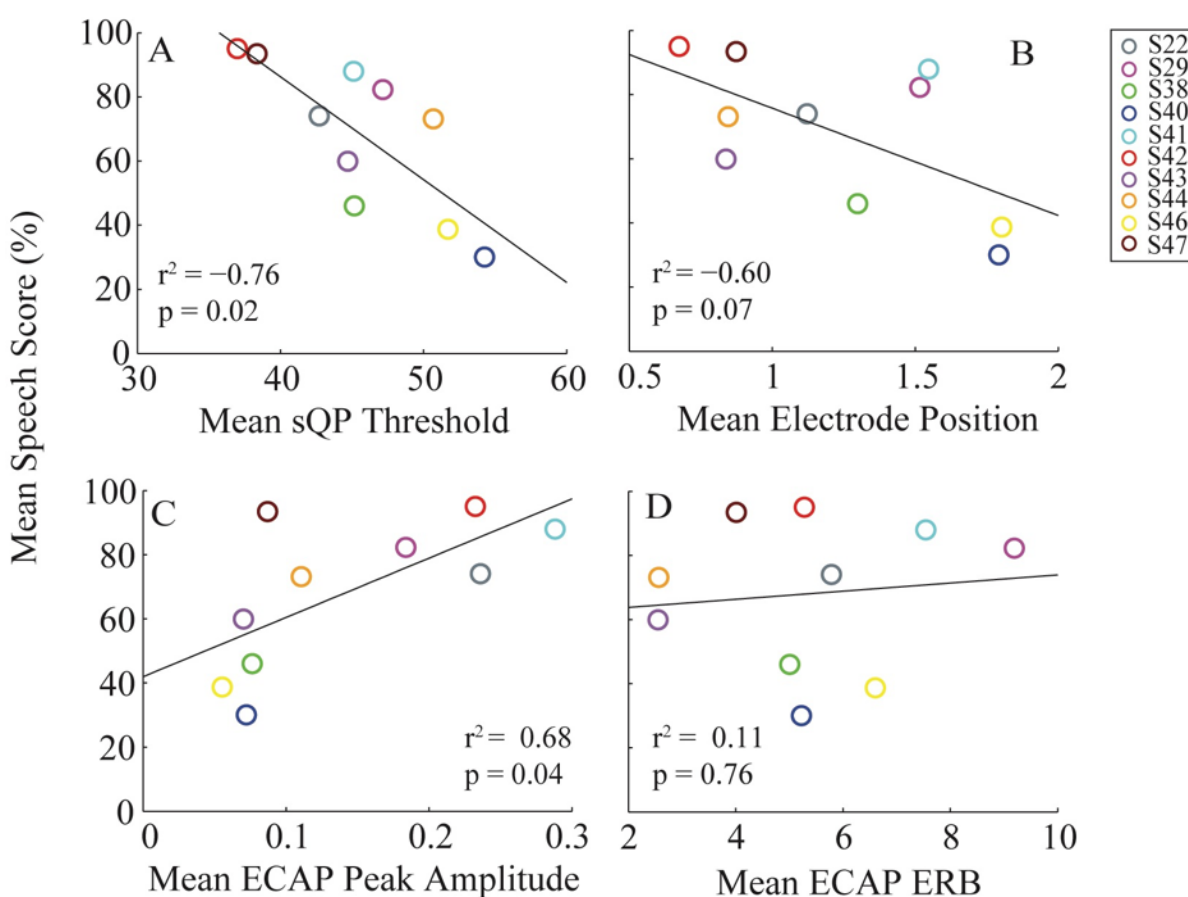 Mean Speech Score (%)
A
100
80
60
40
20
0
r² = −0.76
p = 0.02
30 40 50 60
Mean sQP Threshold
B
r² = −0.60
p = 0.07
0.5 1 1.5 2
Mean Electrode Position
S22
S29
S38
S40
S41
S42
S43
S44
S46
S47
C
100
80
60
40
20
0
r² = 0.68
p = 0.04
0 0.1 0.2 0.3
Mean ECAP Peak Amplitude
D
r² = 0.11
p = 0.76
2 4 6 8 10
Mean ECAP ERB